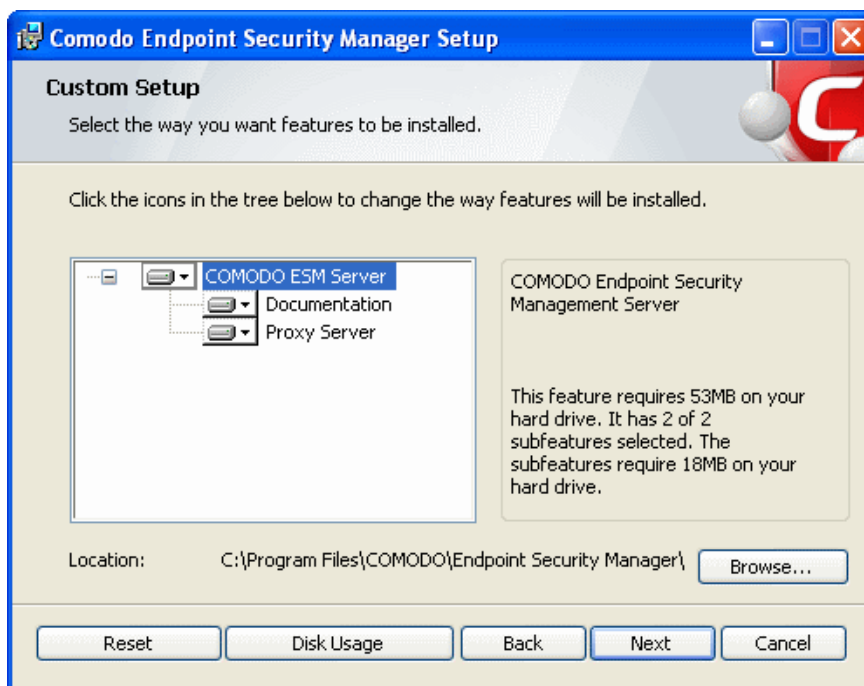 Comodo Endpoint Security Manager Setup
Custom Setup
Select the way you want features to be installed.
Click the icons in the tree below to change the way features will be installed.
COMODO ESM Server
Documentation
Proxy Server
COMODO Endpoint Security
Management Server
This feature requires 53MB on your
hard drive. It has 2 of 2
subfeatures selected. The
subfeatures require 18MB on your
hard drive.
Location: C:\Program Files\COMODO\Endpoint Security Manager\ Browse...
Reset Disk Usage Back Next Cancel